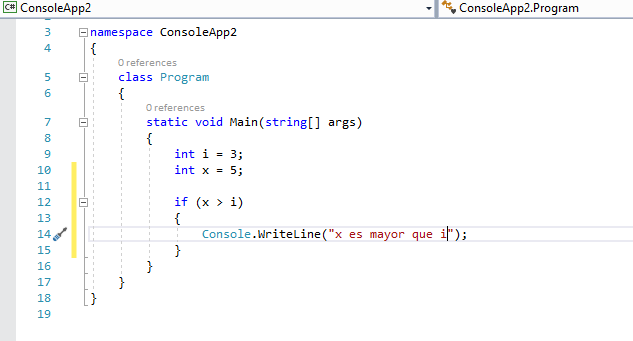 C# ConsoleApp2 ConsoleApp2.Program
3 namespace ConsoleApp2
4 {
0 references
5 class Program
6 {
0 references
7 static void Main(string[] args)
8 {
9 int i = 3;
10 int x = 5;
11
12 if (x > i)
13 {
14 Console.WriteLine("x es mayor que i");
15 }
16 }
17 }
18 }
19